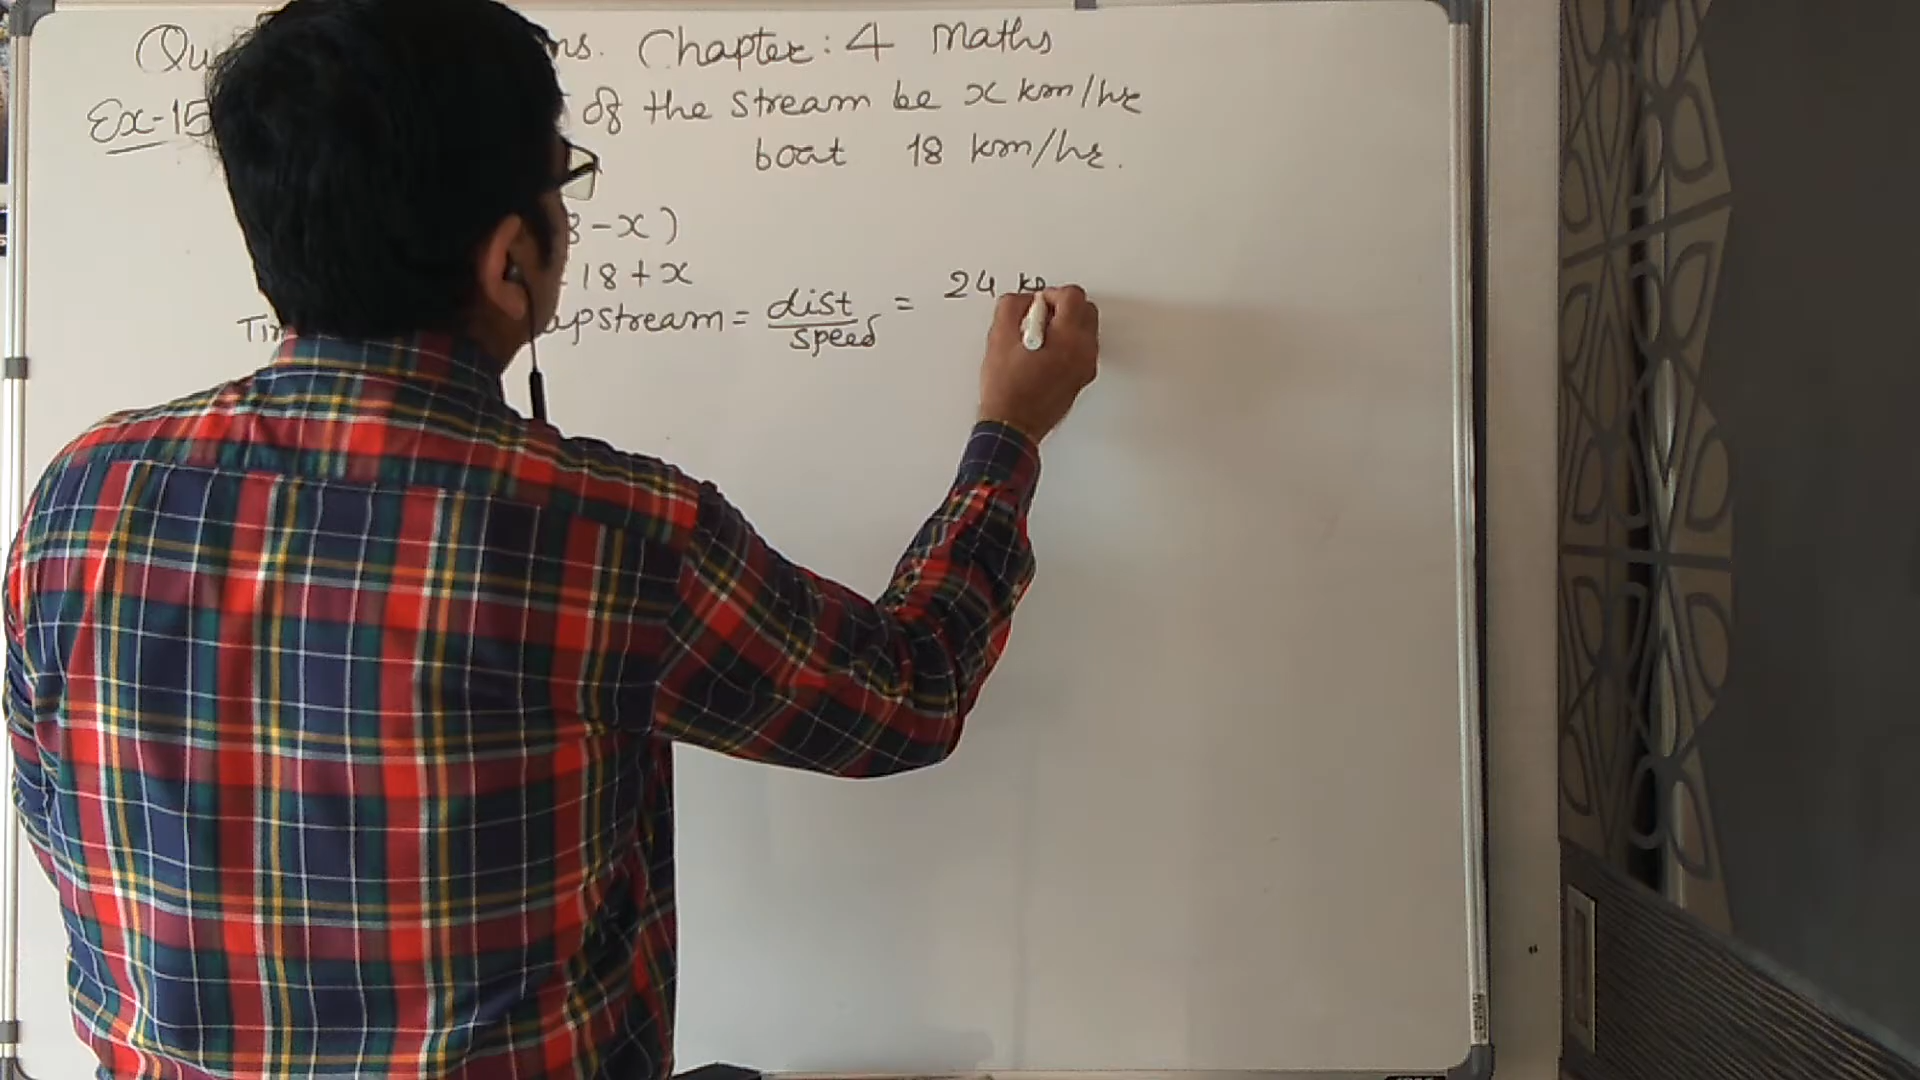 Qu ns. Chapter: 4 Maths
Ex-15 of the stream be x km/hr
boat 18 km/hr.
8-x)
18+x
Tim upstream = dist/speed = 24 km